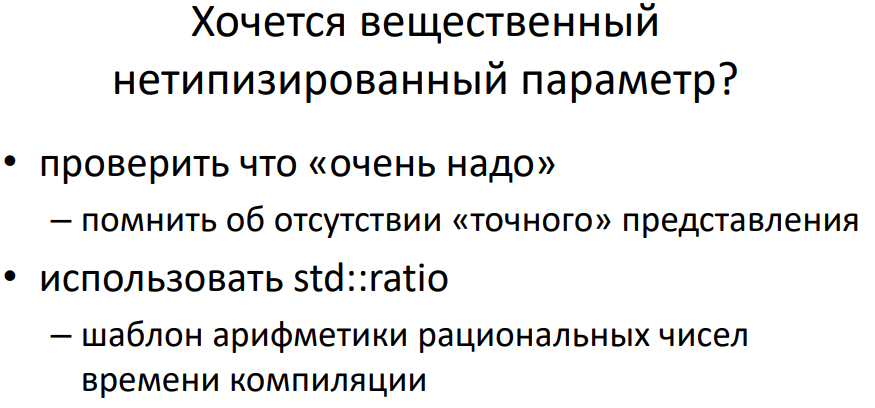 Хочется вещественный
нетипизированный параметр?
• проверить что «очень надо»
– помнить об отсутствии «точного» представления
• использовать std::ratio
– шаблон арифметики рациональных чисел
времени компиляции